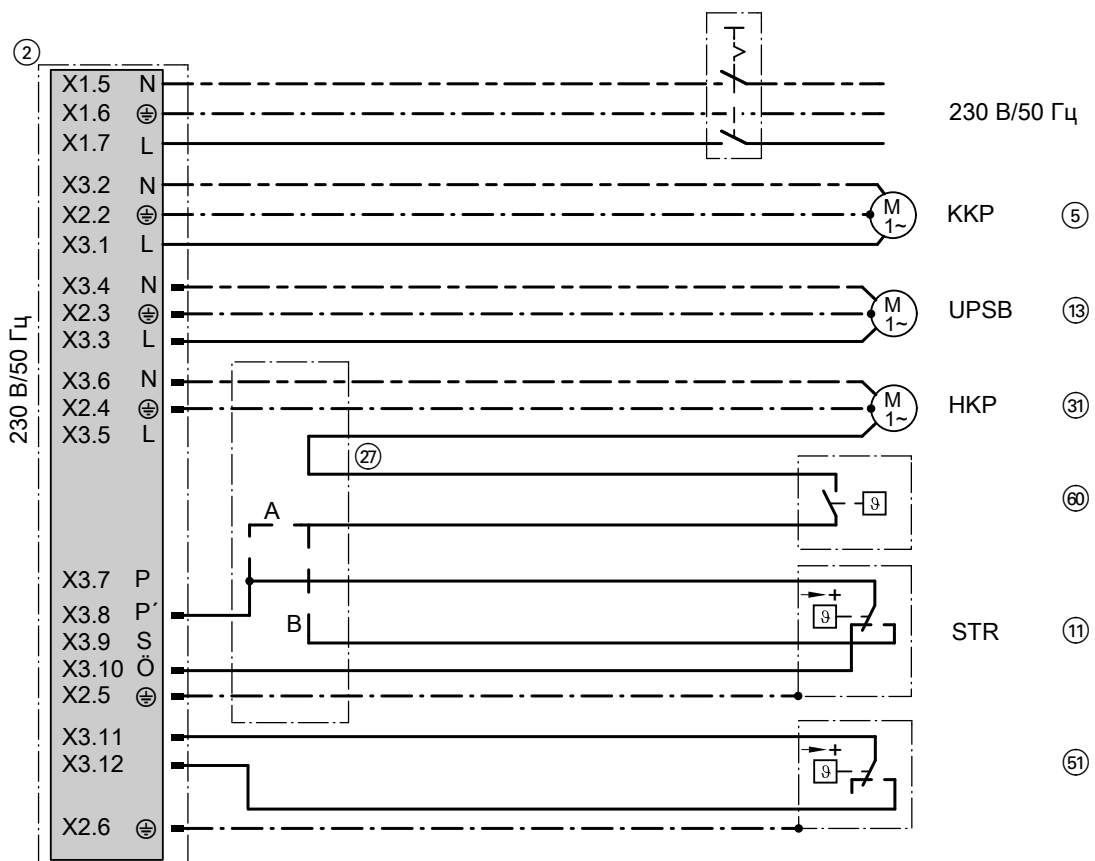 2
X1.5 N
X1.6
X1.7 L
230 В/50 Гц
X3.2 N
X2.2
X3.1 L
M
1~
KKP 5
X3.4 N
X2.3
X3.3 L
M
1~
UPSB 13
230 В/50 Гц
X3.6 N
X2.4
X3.5 L
M
1~
HKP 31
27
A
ϑ
60
X3.7 P
X3.8 P´
X3.9 S
X3.10 Ö
X2.5
B
+
ϑ
STR 11
X3.11
X3.12
X2.6
+
ϑ
51